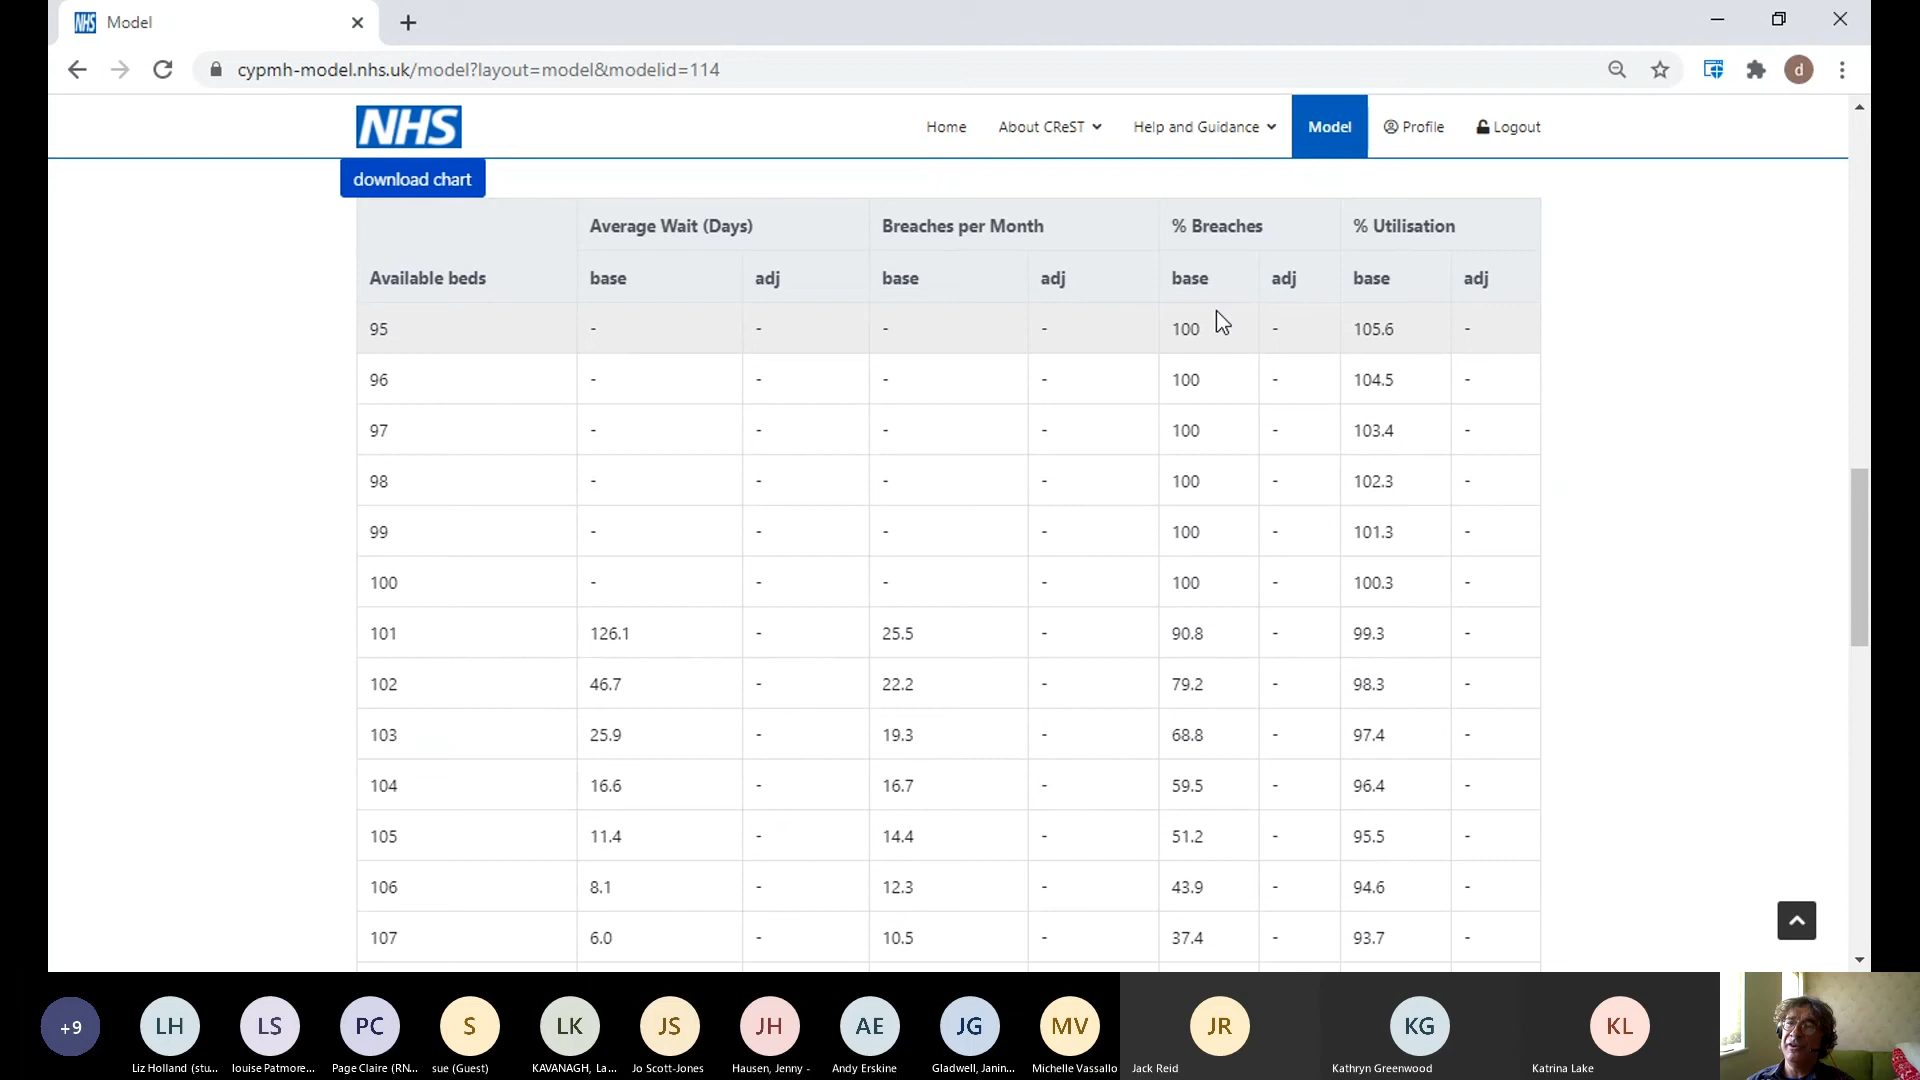 NHS Model
cypmh-model.nhs.uk/model?layout=model&modelid=114
d
NHS
Home About CReST Help and Guidance Model Profile Logout
download chart
Average Wait (Days) Breaches per Month % Breaches % Utilisation
Available beds base adj base adj base adj base adj
95 - - - - 100 - 105.6 -
96 - - - - 100 - 104.5 -
97 - - - - 100 - 103.4 -
98 - - - - 100 - 102.3 -
99 - - - - 100 - 101.3 -
100 - - - - 100 - 100.3 -
101 126.1 - 25.5 - 90.8 - 99.3 -
102 46.7 - 22.2 - 79.2 - 98.3 -
103 25.9 - 19.3 - 68.8 - 97.4 -
104 16.6 - 16.7 - 59.5 - 96.4 -
105 11.4 - 14.4 - 51.2 - 95.5 -
106 8.1 - 12.3 - 43.9 - 94.6 -
107 6.0 - 10.5 - 37.4 - 93.7 -
+9 LH LS PC S LK JS JH AE JG MV JR KG KL
Liz Holland (stu... louise Patmore... Page Claire (RN... sue (Guest) KAVANAGH, La... Jo Scott-Jones Hausen, Jenny - Andy Erskine Gladwell, Janin... Michelle Vassallo Jack Reid Kathryn Greenwood Katrina Lake